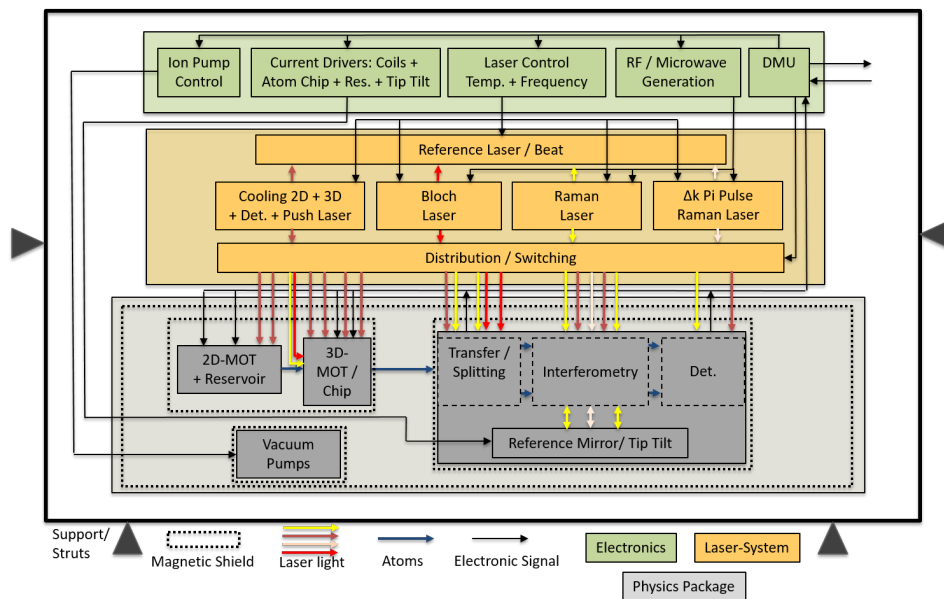 Ion Pump
Control
Current Drivers: Coils +
Atom Chip + Res. + Tip Tilt
Laser Control
Temp. + Frequency
RF / Microwave
Generation
DMU
Reference Laser / Beat
Cooling 2D + 3D
+ Det. + Push Laser
Bloch
Laser
Raman
Laser
Δk Pi Pulse
Raman Laser
Distribution / Switching
2D-MOT
+ Reservoir
3D-
MOT /
Chip
Transfer /
Splitting
Interferometry
Det.
Reference Mirror/ Tip Tilt
Vacuum
Pumps
Support/
Struts
Magnetic Shield
Laser light
Atoms
Electronic Signal
Electronics
Laser-System
Physics Package